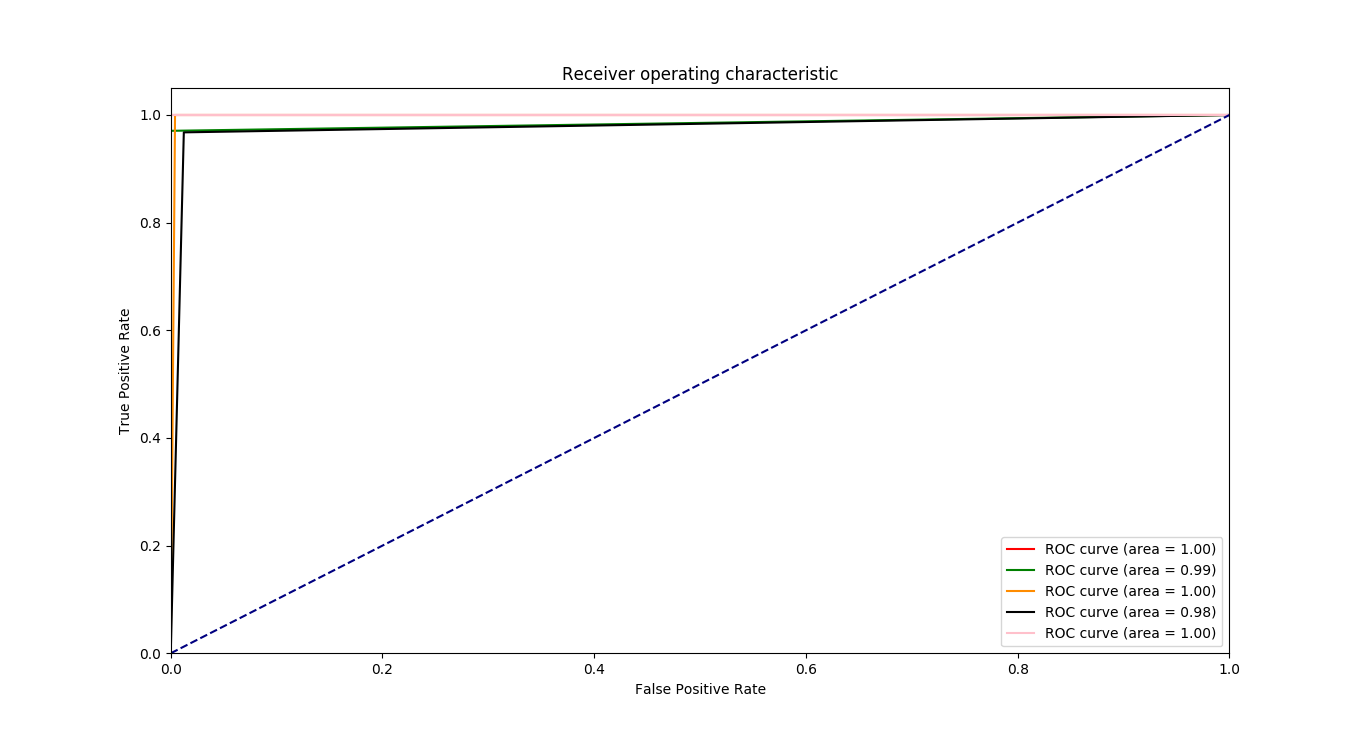 Receiver operating characteristic
1.0
0.8
0.6
0.4
0.2
0.0
True Positive Rate
ROC curve (area = 1.00)
ROC curve (area = 0.99)
ROC curve (area = 1.00)
ROC curve (area = 0.98)
ROC curve (area = 1.00)
0.0 0.2 0.4 0.6 0.8 1.0
False Positive Rate